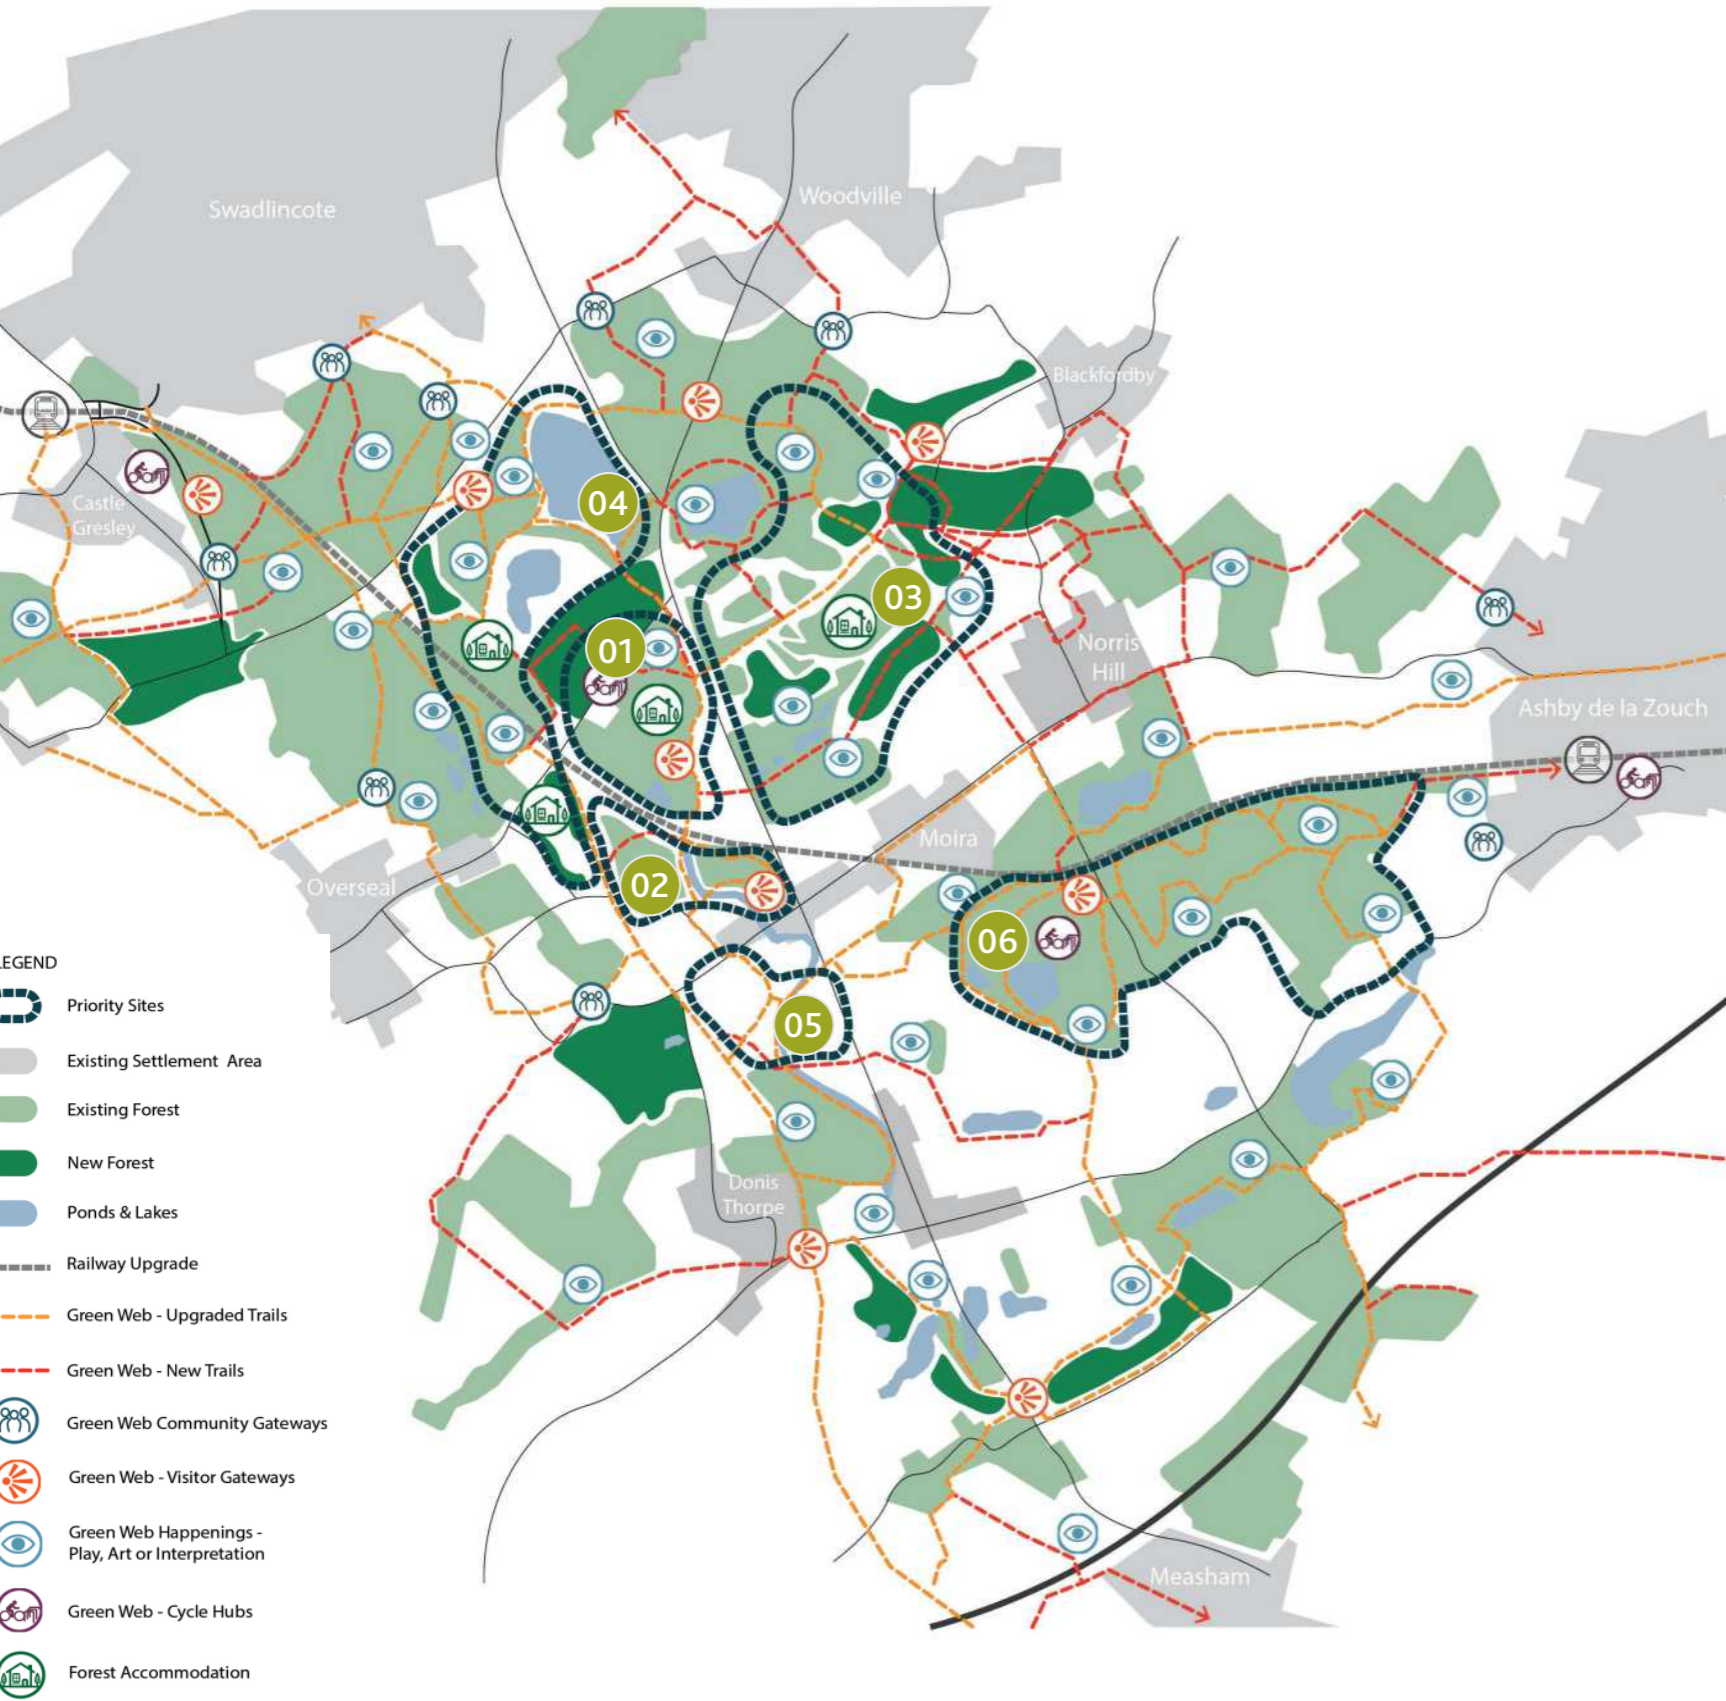 Swadlincote
Woodville
Blackfordby
Castle
Gresley
04
03
01
Norris
Hill
Ashby de la Zouch
Moira
Overseal
02
06
05
LEGEND
Priority Sites
Existing Settlement Area
Existing Forest
New Forest
Ponds & Lakes
Railway Upgrade
Green Web - Upgraded Trails
Green Web - New Trails
Green Web Community Gateways
Green Web - Visitor Gateways
Green Web Happenings -
Play, Art or Interpretation
Green Web - Cycle Hubs
Forest Accommodation
Donis
Thorpe
Measham